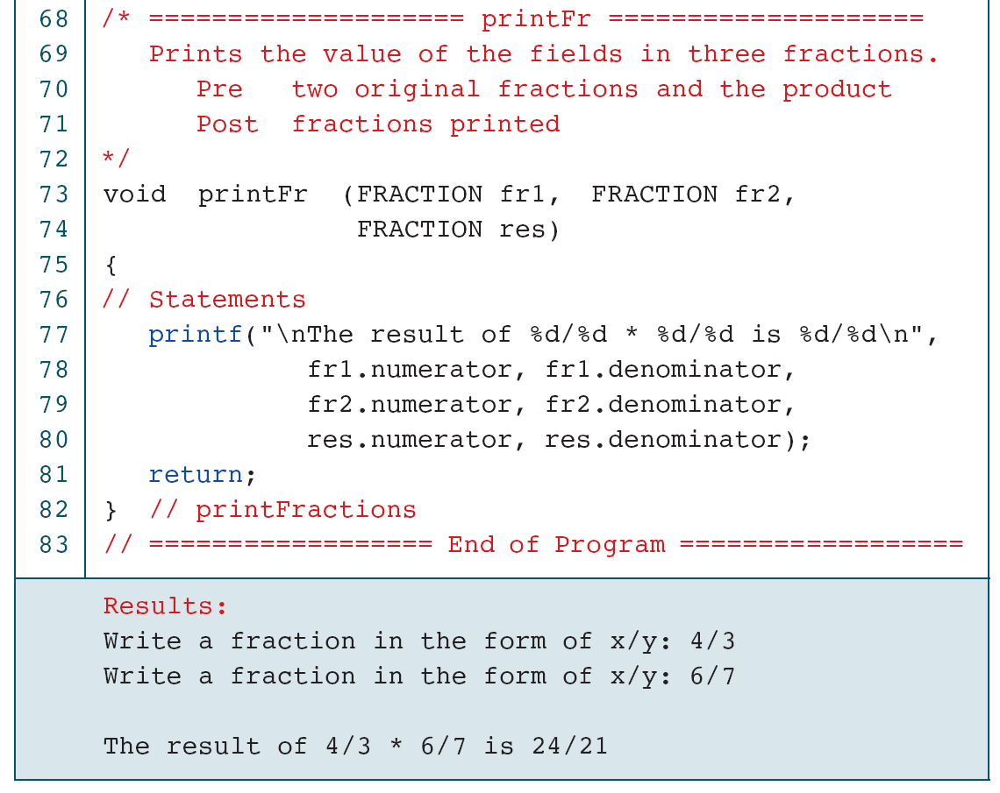 68 /* ==================== printFr ====================
69    Prints the value of the fields in three fractions.
70       Pre   two original fractions and the product
71       Post  fractions printed
72 */
73 void  printFr  (FRACTION fr1,  FRACTION fr2,
74                 FRACTION res)
75 {
76 // Statements
77    printf("\nThe result of %d/%d * %d/%d is %d/%d\n",
78              fr1.numerator, fr1.denominator,
79              fr2.numerator, fr2.denominator,
80              res.numerator, res.denominator);
81    return;
82 }  // printFractions
83 // ================== End of Program ==================
Results:
Write a fraction in the form of x/y: 4/3
Write a fraction in the form of x/y: 6/7
The result of 4/3 * 6/7 is 24/21